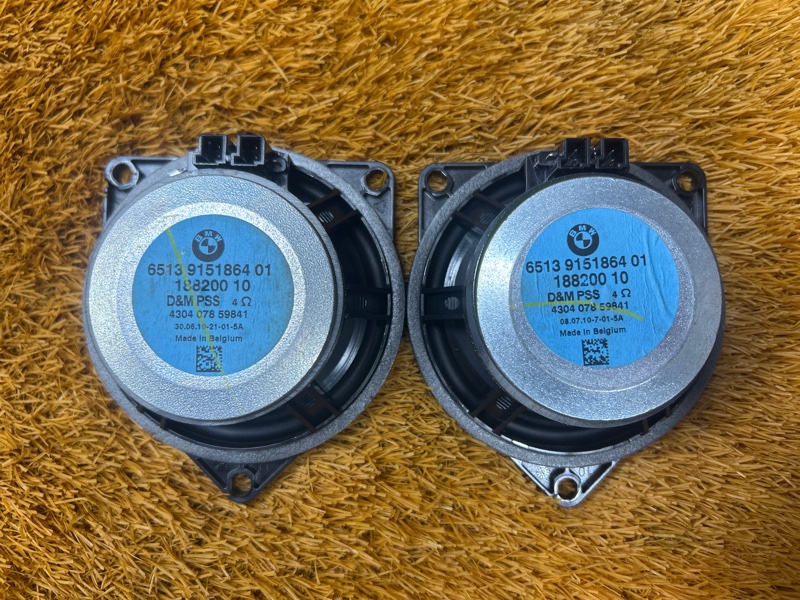 BMW
6513 9151864 01
188200 10
D&M PSS 4 Ω
4304 078 59841
30.06.10-21-01-5A
Made in Belgium
BMW
6513 9151864 01
188200 10
D&M PSS 4 Ω
4304 078 59841
08.07.10-7-01-5A
Made in Belgium